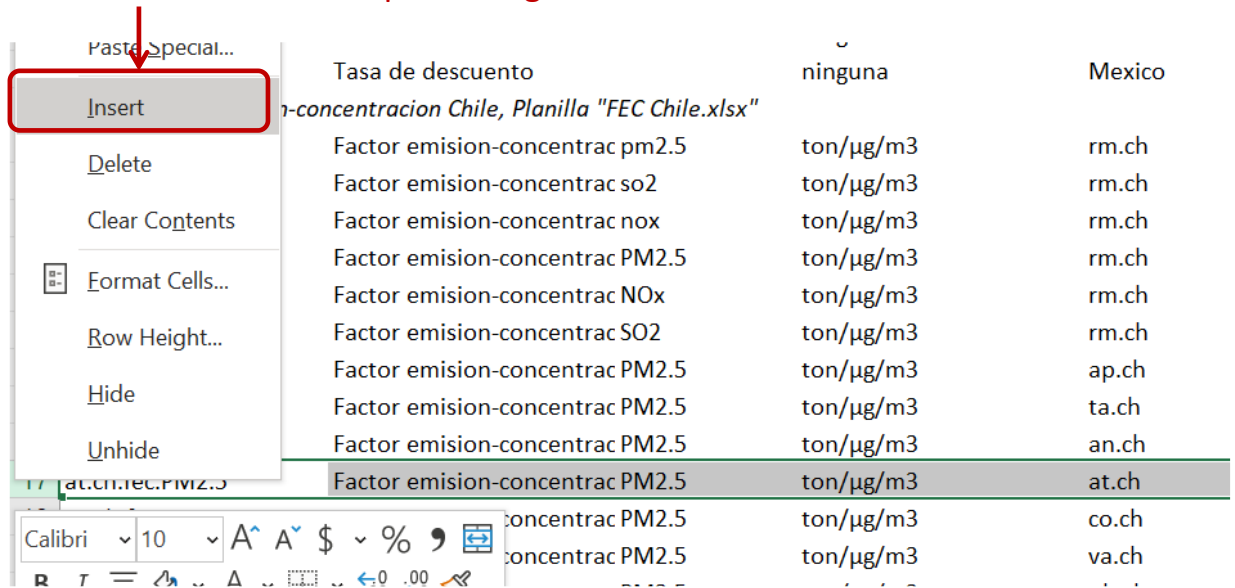 Paste Special...
Tasa de descuento ninguna Mexico
Insert
-concentracion Chile, Planilla "FEC Chile.xlsx"
Factor emision-concentrac pm2.5 ton/µg/m3 rm.ch
Delete
Factor emision-concentrac so2 ton/µg/m3 rm.ch
Clear Contents
Factor emision-concentrac nox ton/µg/m3 rm.ch
Factor emision-concentrac PM2.5 ton/µg/m3 rm.ch
Format Cells...
Factor emision-concentrac NOx ton/µg/m3 rm.ch
Row Height...
Factor emision-concentrac SO2 ton/µg/m3 rm.ch
Factor emision-concentrac PM2.5 ton/µg/m3 ap.ch
Hide
Factor emision-concentrac PM2.5 ton/µg/m3 ta.ch
Unhide
Factor emision-concentrac PM2.5 ton/µg/m3 an.ch
17 at.ch.fec.PM2.5 Factor emision-concentrac PM2.5 ton/µg/m3 at.ch
concentrac PM2.5 ton/µg/m3 co.ch
Calibri 10 A A $ % 9
concentrac PM2.5 ton/µg/m3 va.ch
B I A